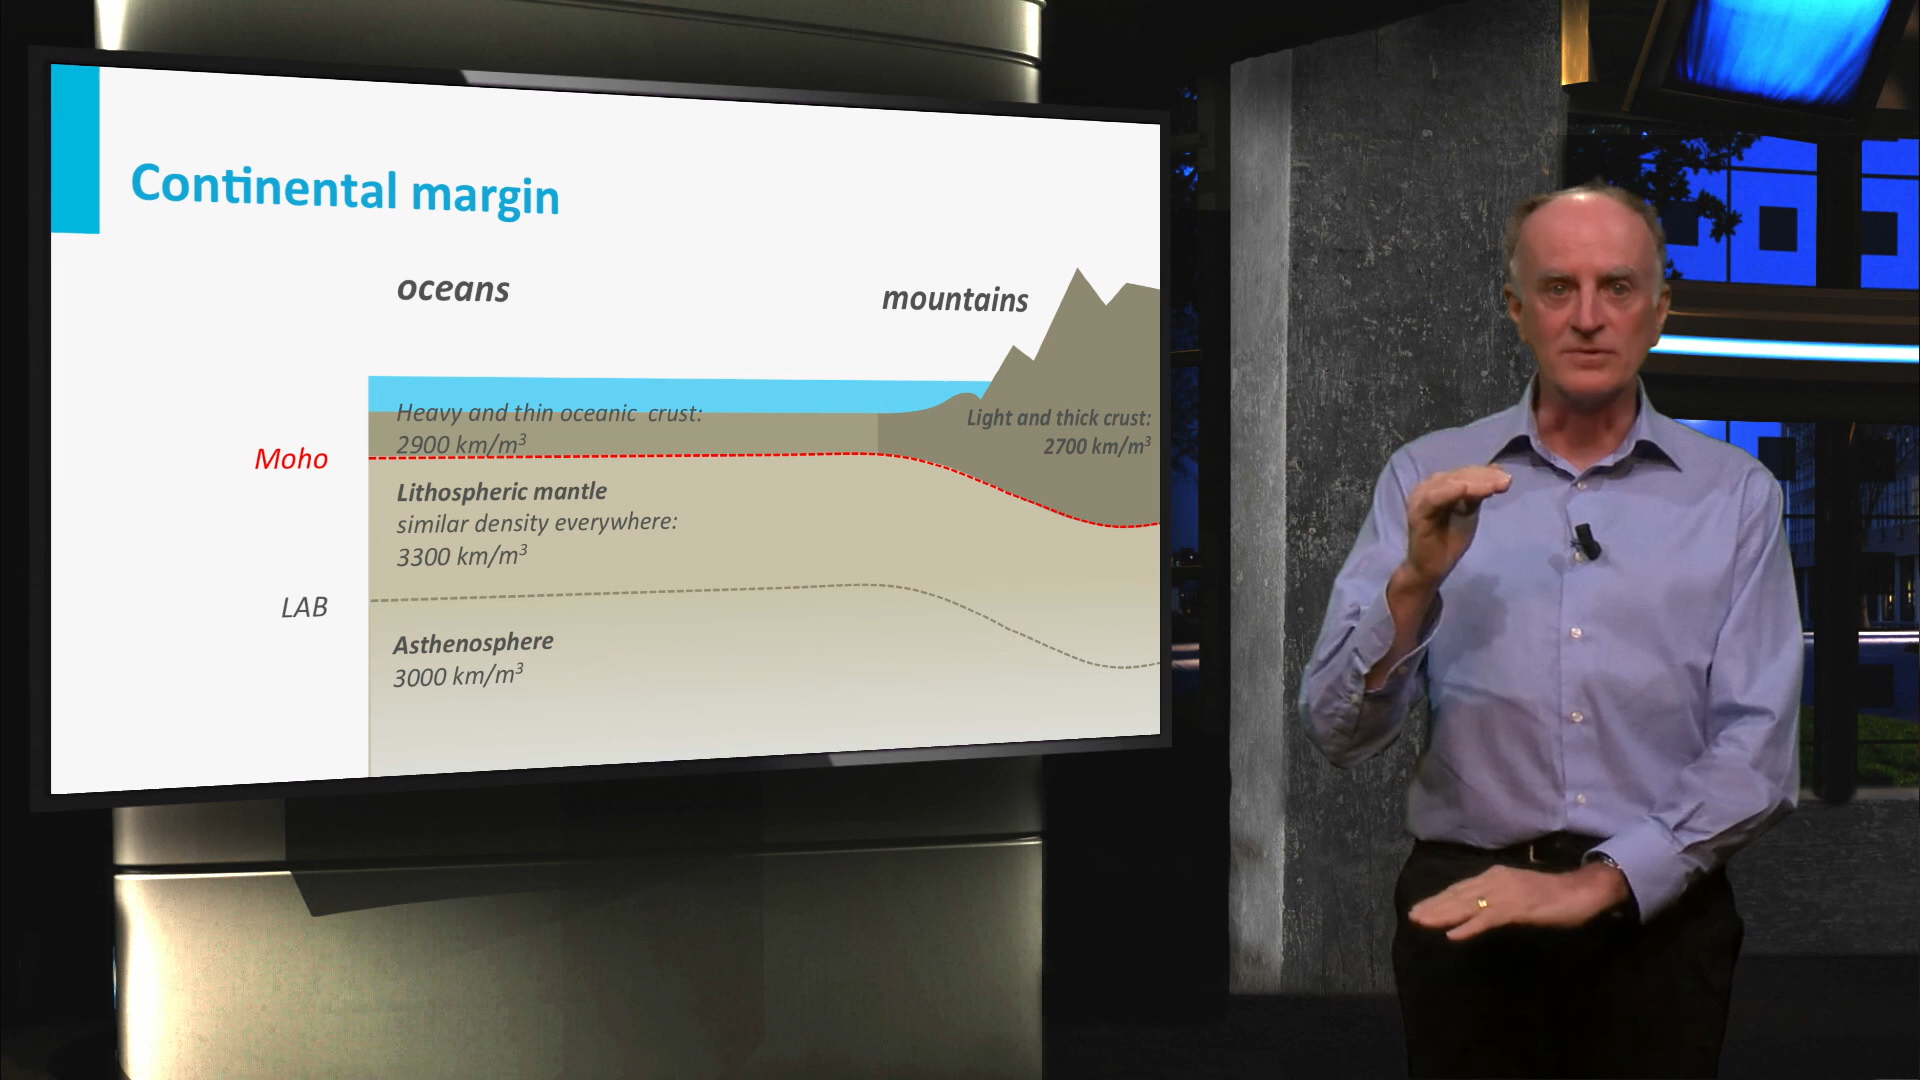 Continental margin
oceans
mountains
Heavy and thin oceanic crust:
2900 km/m³
Light and thick crust:
2700 km/m³
Moho
Lithospheric mantle
similar density everywhere:
3300 km/m³
LAB
Asthenosphere
3000 km/m³